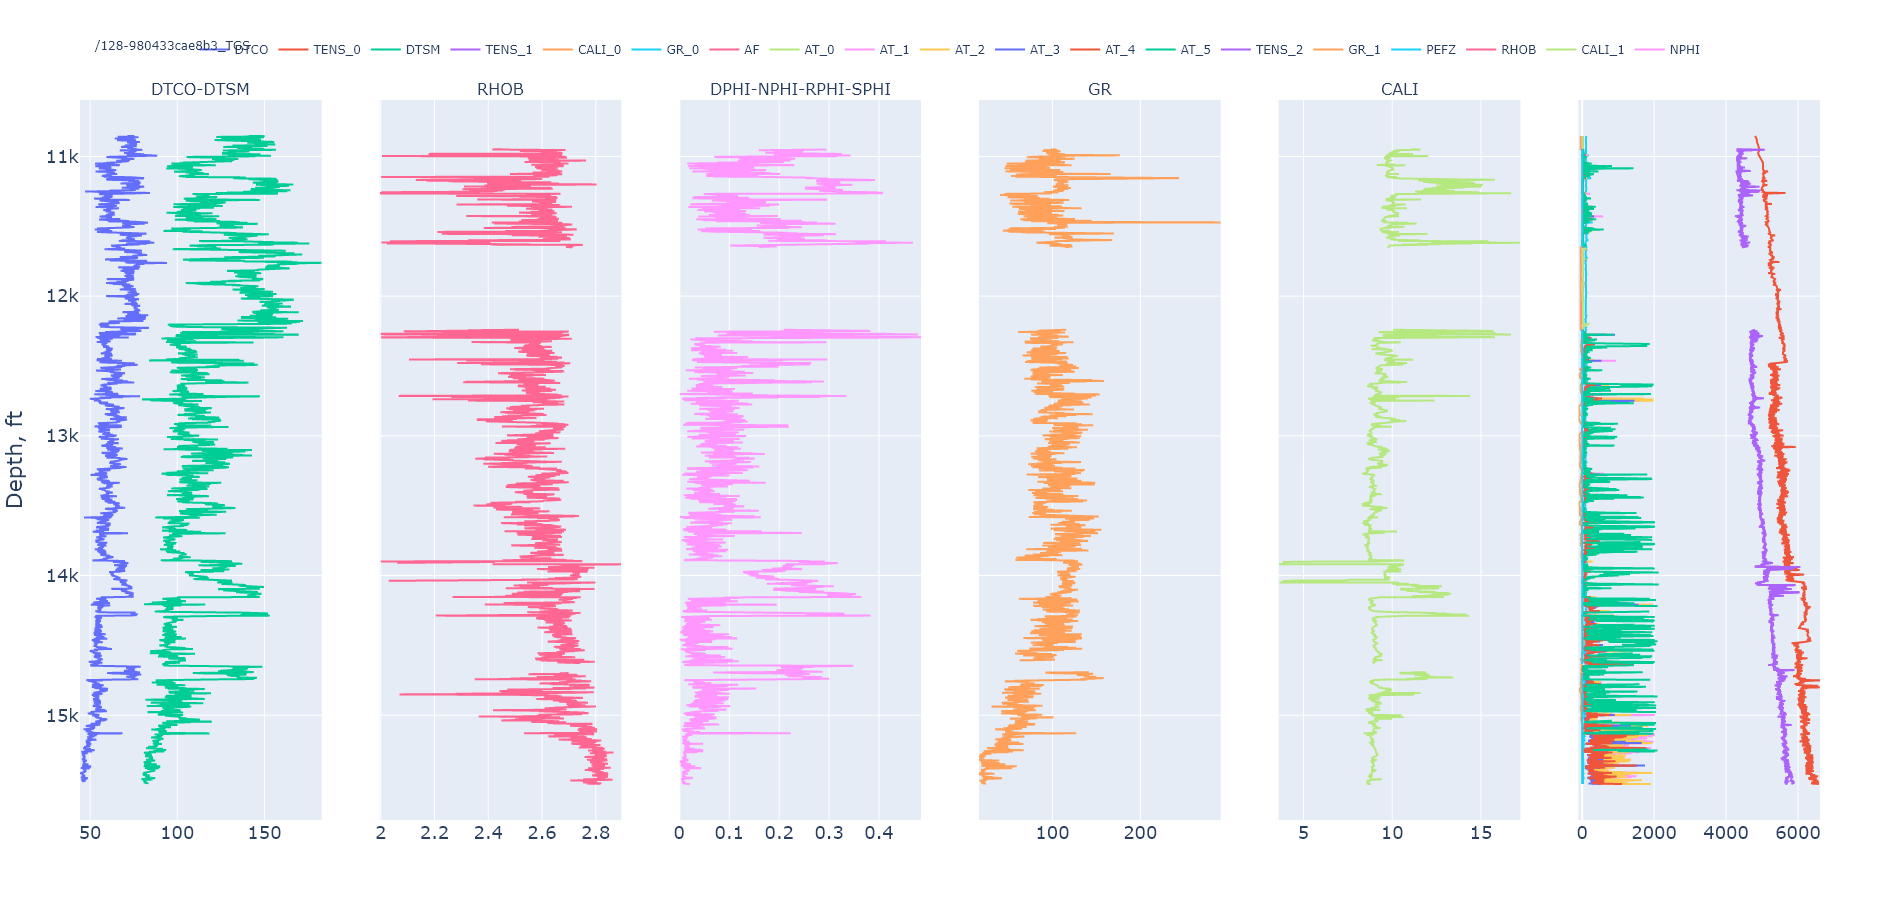 /128-980433cae8b3_TGS
DTCO TENS_0 DTSM TENS_1 CALI_0 GR_0 AF AT_0 AT_1 AT_2 AT_3 AT_4 AT_5 TENS_2 GR_1 PEFZ RHOB CALI_1 NPHI
DTCO-DTSM RHOB DPHI-NPHI-RPHI-SPHI GR CALI
Depth, ft
11k
12k
13k
14k
15k
50 100 150 2 2.2 2.4 2.6 2.8 0 0.1 0.2 0.3 0.4 100 200 5 10 15 0 2000 4000 6000